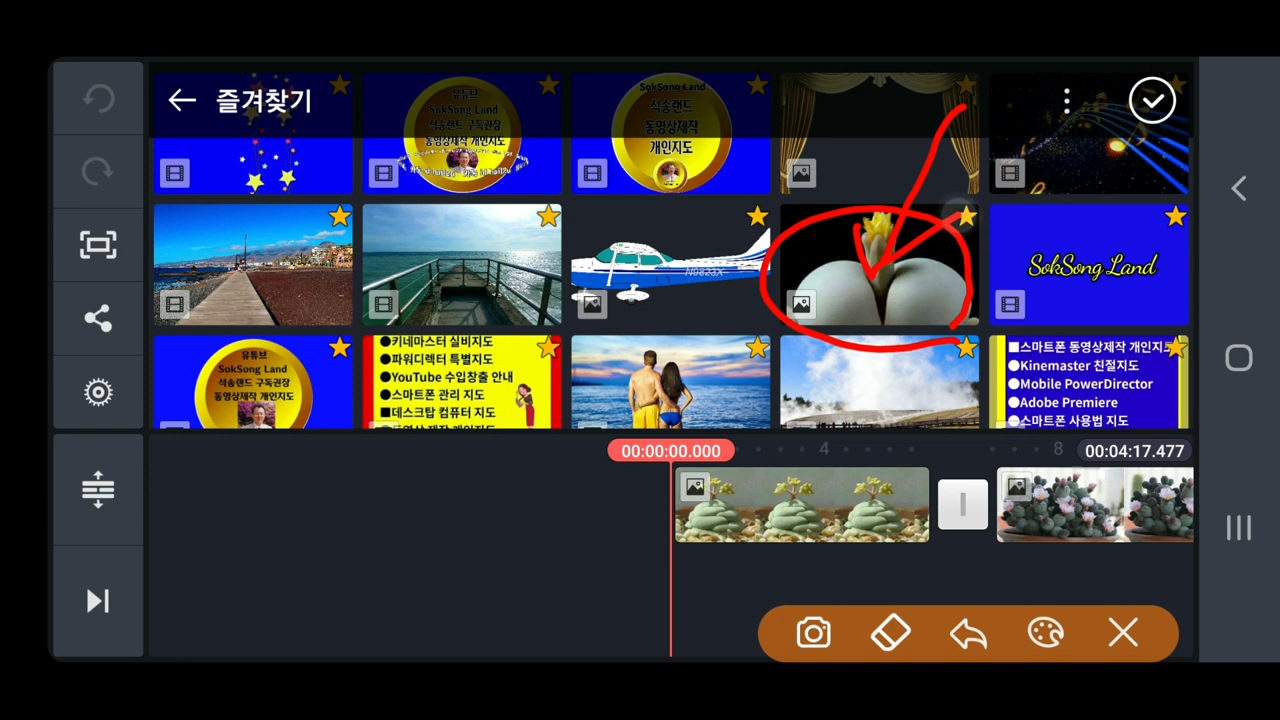 즐겨찾기
유튜브
SokSong Land
석송랜드 구독권장
동영상제작 개인지도
SokSong Land
석송랜드
동영상제작
개인지도
N0823X
SokSong Land
유튜브
SokSong Land
석송랜드 구독권장
동영상제작 개인지도
●키네마스터 실비지도
●파워디렉터 특별지도
●YouTube 수입창출 안내
●스마트폰 관리 지도
■데스크탑 컴퓨터 지도
■스마트폰 동영상제작 개인지도
●Kinemaster 친절지도
●Mobile PowerDirector
●Adobe Premiere
●스마트폰 사용법 지도
00:00:00.000
4
8
00:04:17.477